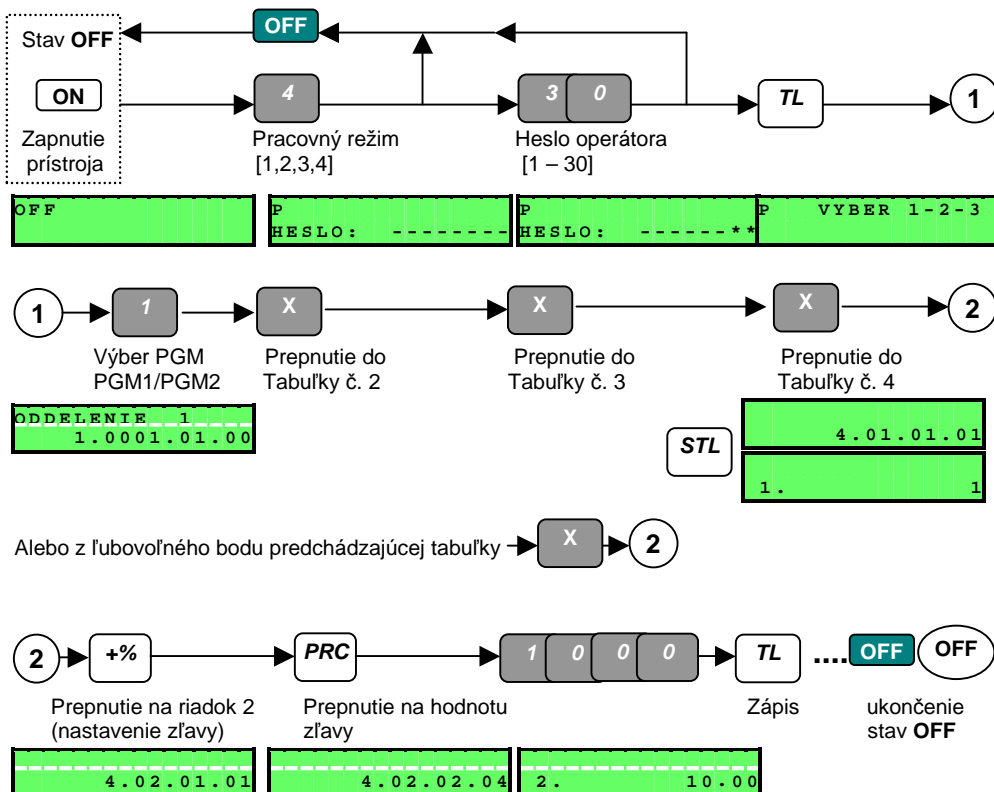 Stav OFF
OFF
ON
4
3 0
TL
1
Zapnutie
prístroja
Pracovný režim
[1,2,3,4]
Heslo operátora
[1 – 30]
OFF
P
HESLO: --------
P
HESLO: ------**
P VYBER 1-2-3
1
1
X
X
X
2
Výber PGM
PGM1/PGM2
Prepnutie do
Tabuľky č. 2
Prepnutie do
Tabuľky č. 3
Prepnutie do
Tabuľky č. 4
ODDELENIE 1
1.0001.01.00
STL
4.01.01.01
1. 1
Alebo z ľubovoľného bodu predchádzajúcej tabuľky
X
2
2
+%
PRC
1 0 0 0
TL
....
OFF
OFF
Prepnutie na riadok 2
(nastavenie zľavy)
Prepnutie na hodnotu
zľavy
Zápis
ukončenie
stav OFF
4.02.01.01
4.02.02.04
2. 10.00